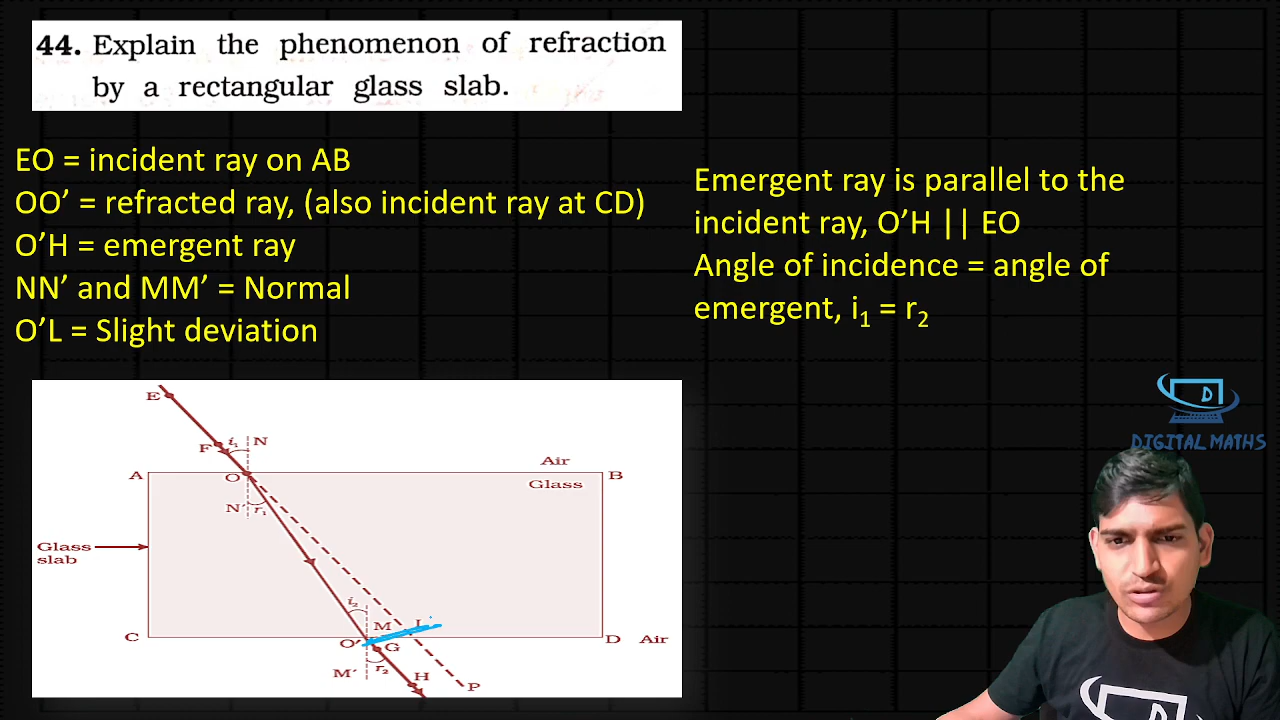 44. Explain the phenomenon of refraction
by a rectangular glass slab.
EO = incident ray on AB
OO’ = refracted ray, (also incident ray at CD)
O’H = emergent ray
NN’ and MM’ = Normal
O’L = Slight deviation
Emergent ray is parallel to the
incident ray, O’H || EO
Angle of incidence = angle of
emergent, i₁ = r₂
D
DIGITAL MATHS
E
F i₁ N
Air
A O B
Glass
N′ r₁
Glass
slab
i₂
M L
C O′ G D Air
M′ r₂ H P